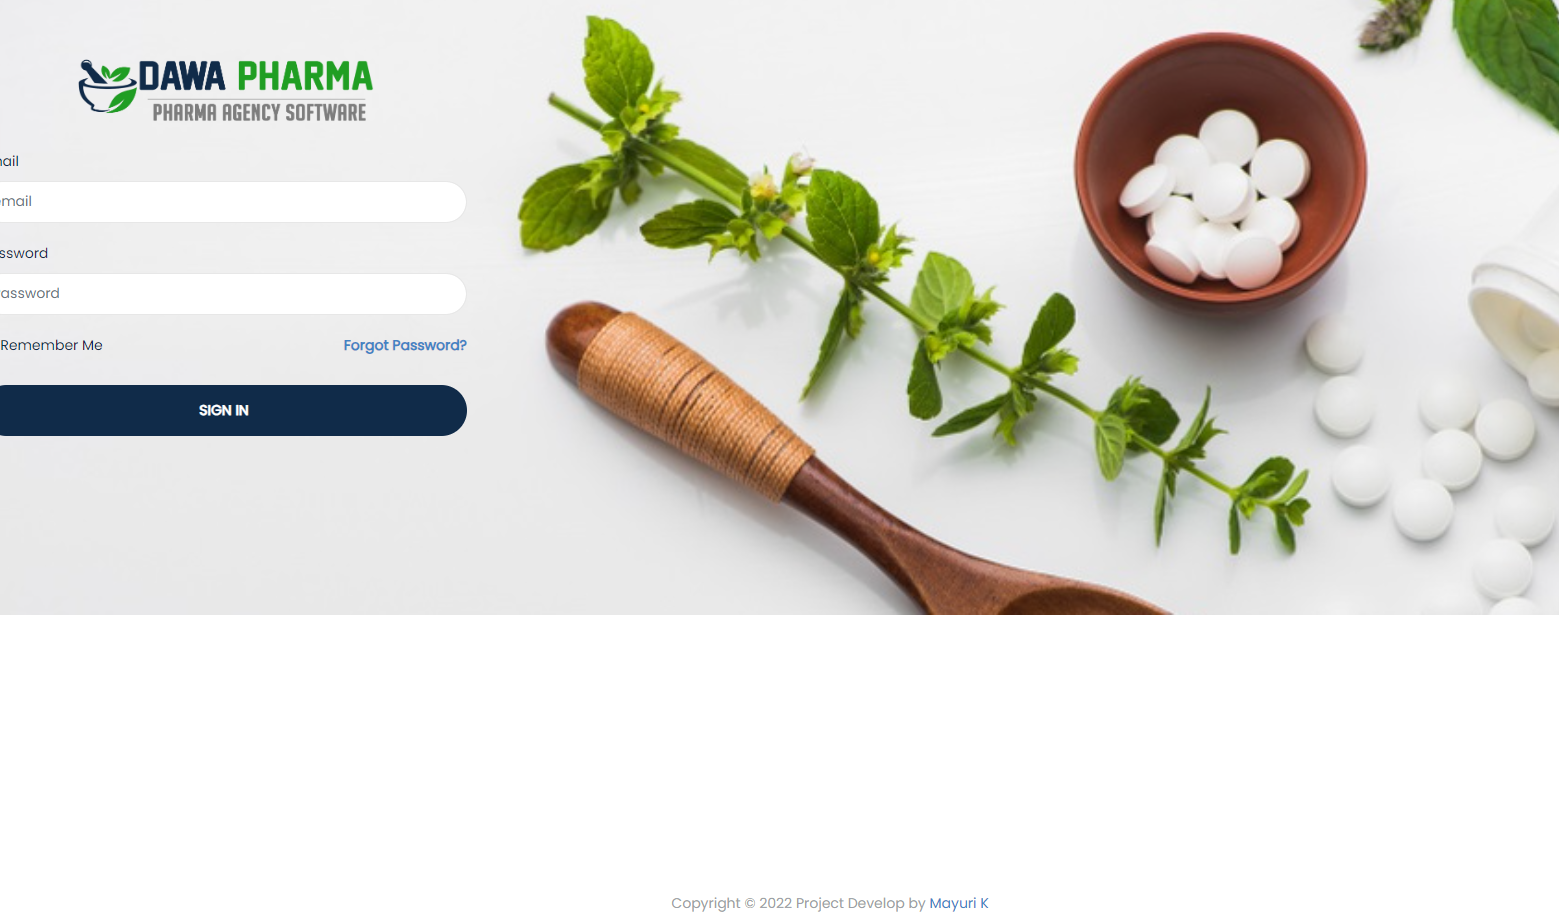 DAWA PHARMA
PHARMA AGENCY SOFTWARE
ail
email
ssword
assword
Remember Me Forgot Password?
SIGN IN
Copyright © 2022 Project Develop by Mayuri K